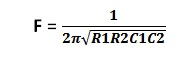 F = 1 / 2π√R1R2C1C2